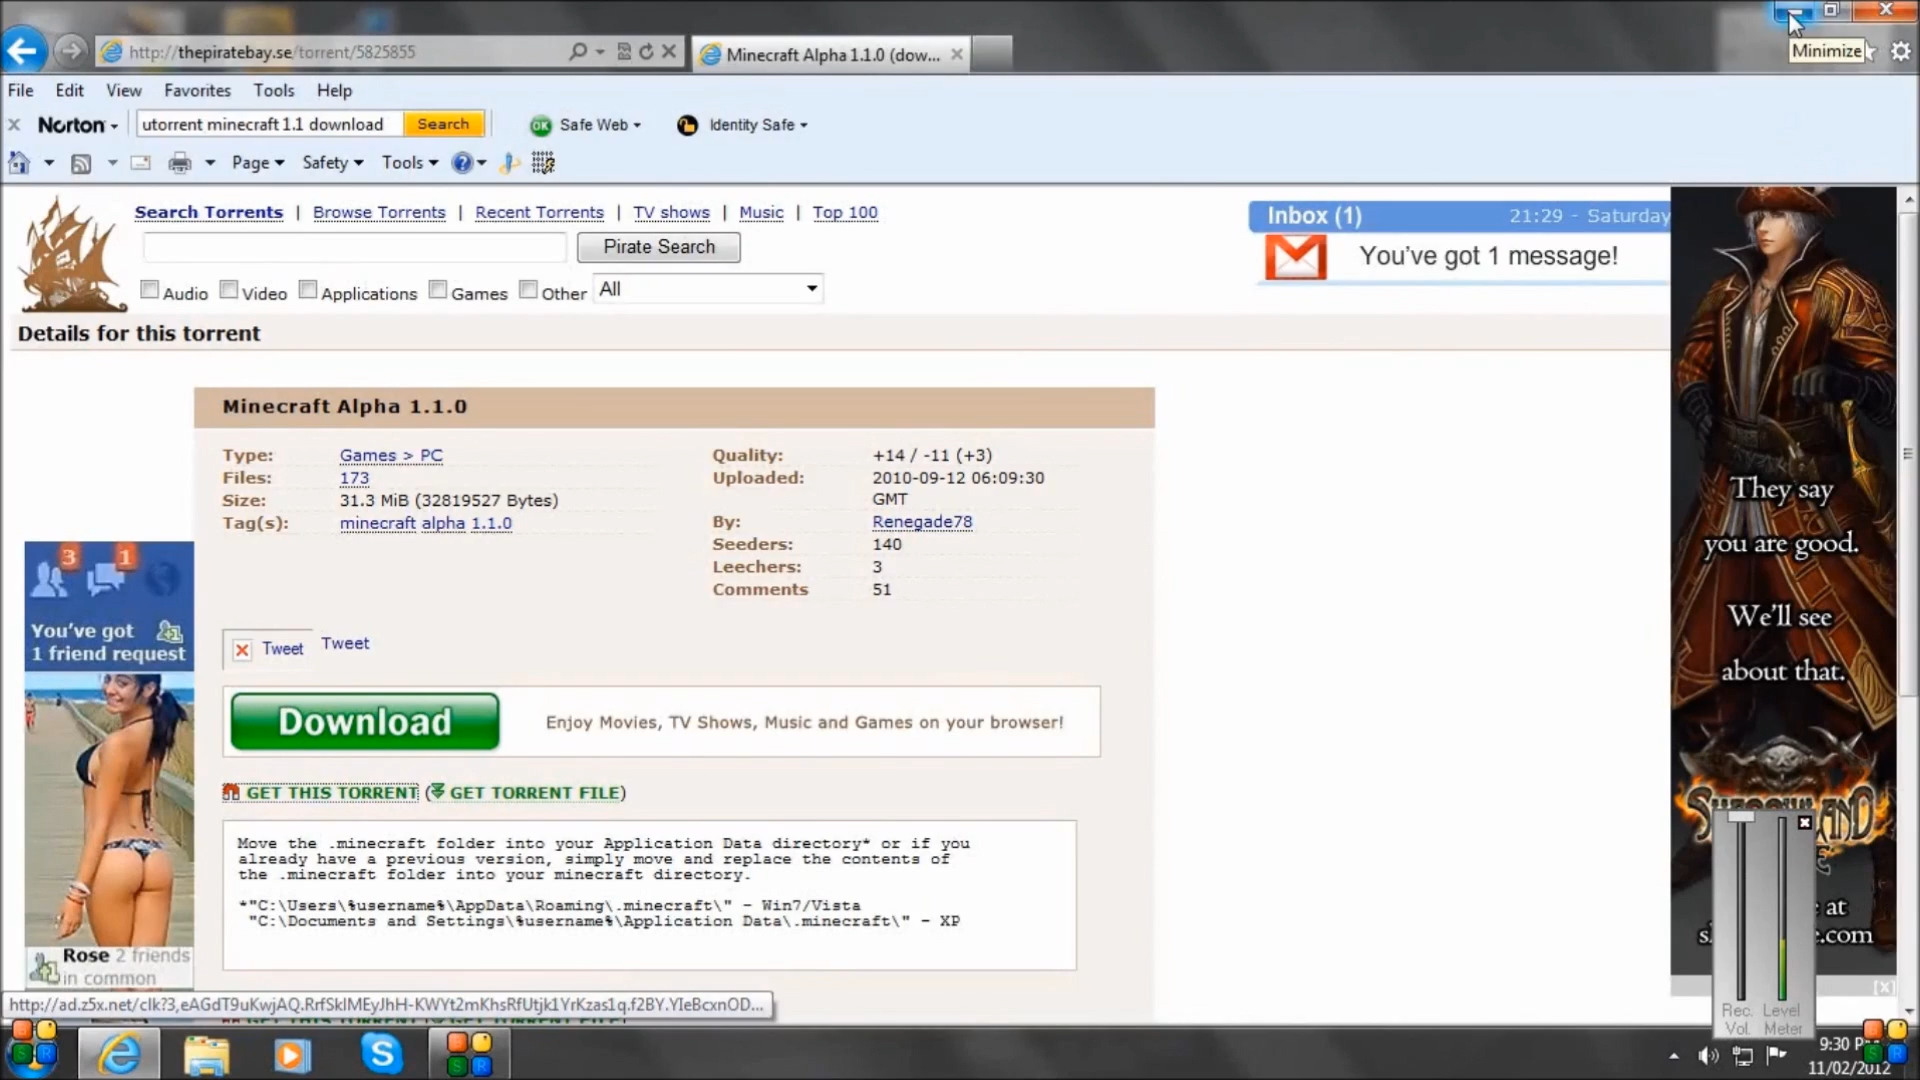 Minimize
http://thepiratebay.se/torrent/5825855
Minecraft Alpha 1.1.0 (dow...
File Edit View Favorites Tools Help
Norton utorrent minecraft 1.1 download Search OK Safe Web Identity Safe
Page Safety Tools
Search Torrents | Browse Torrents | Recent Torrents | TV shows | Music | Top 100
Pirate Search
Audio Video Applications Games Other All
Inbox (1) 21:29 - Saturday
You've got 1 message!
Details for this torrent
Minecraft Alpha 1.1.0
Type: Games > PC
Files: 173
Size: 31.3 MiB (32819527 Bytes)
Tag(s): minecraft alpha 1.1.0
Quality: +14 / -11 (+3)
Uploaded: 2010-09-12 06:09:30
GMT
By: Renegade78
Seeders: 140
Leechers: 3
Comments 51
Tweet Tweet
Download Enjoy Movies, TV Shows, Music and Games on your browser!
GET THIS TORRENT (GET TORRENT FILE)
Move the .minecraft folder into your Application Data directory* or if you
already have a previous version, simply move and replace the contents of
the .minecraft folder into your minecraft directory.
*"C:\Users\%username%\AppData\Roaming\.minecraft\" - Win7/Vista
"C:\Documents and Settings\%username%\Application Data\.minecraft\" - XP
3 1
You've got
1 friend request
Rose 2 friends
in common
They say
you are good.
We'll see
about that.
at
.com
[x]
Rec. Level
Vol Meter
9:30 P
11/02/2012